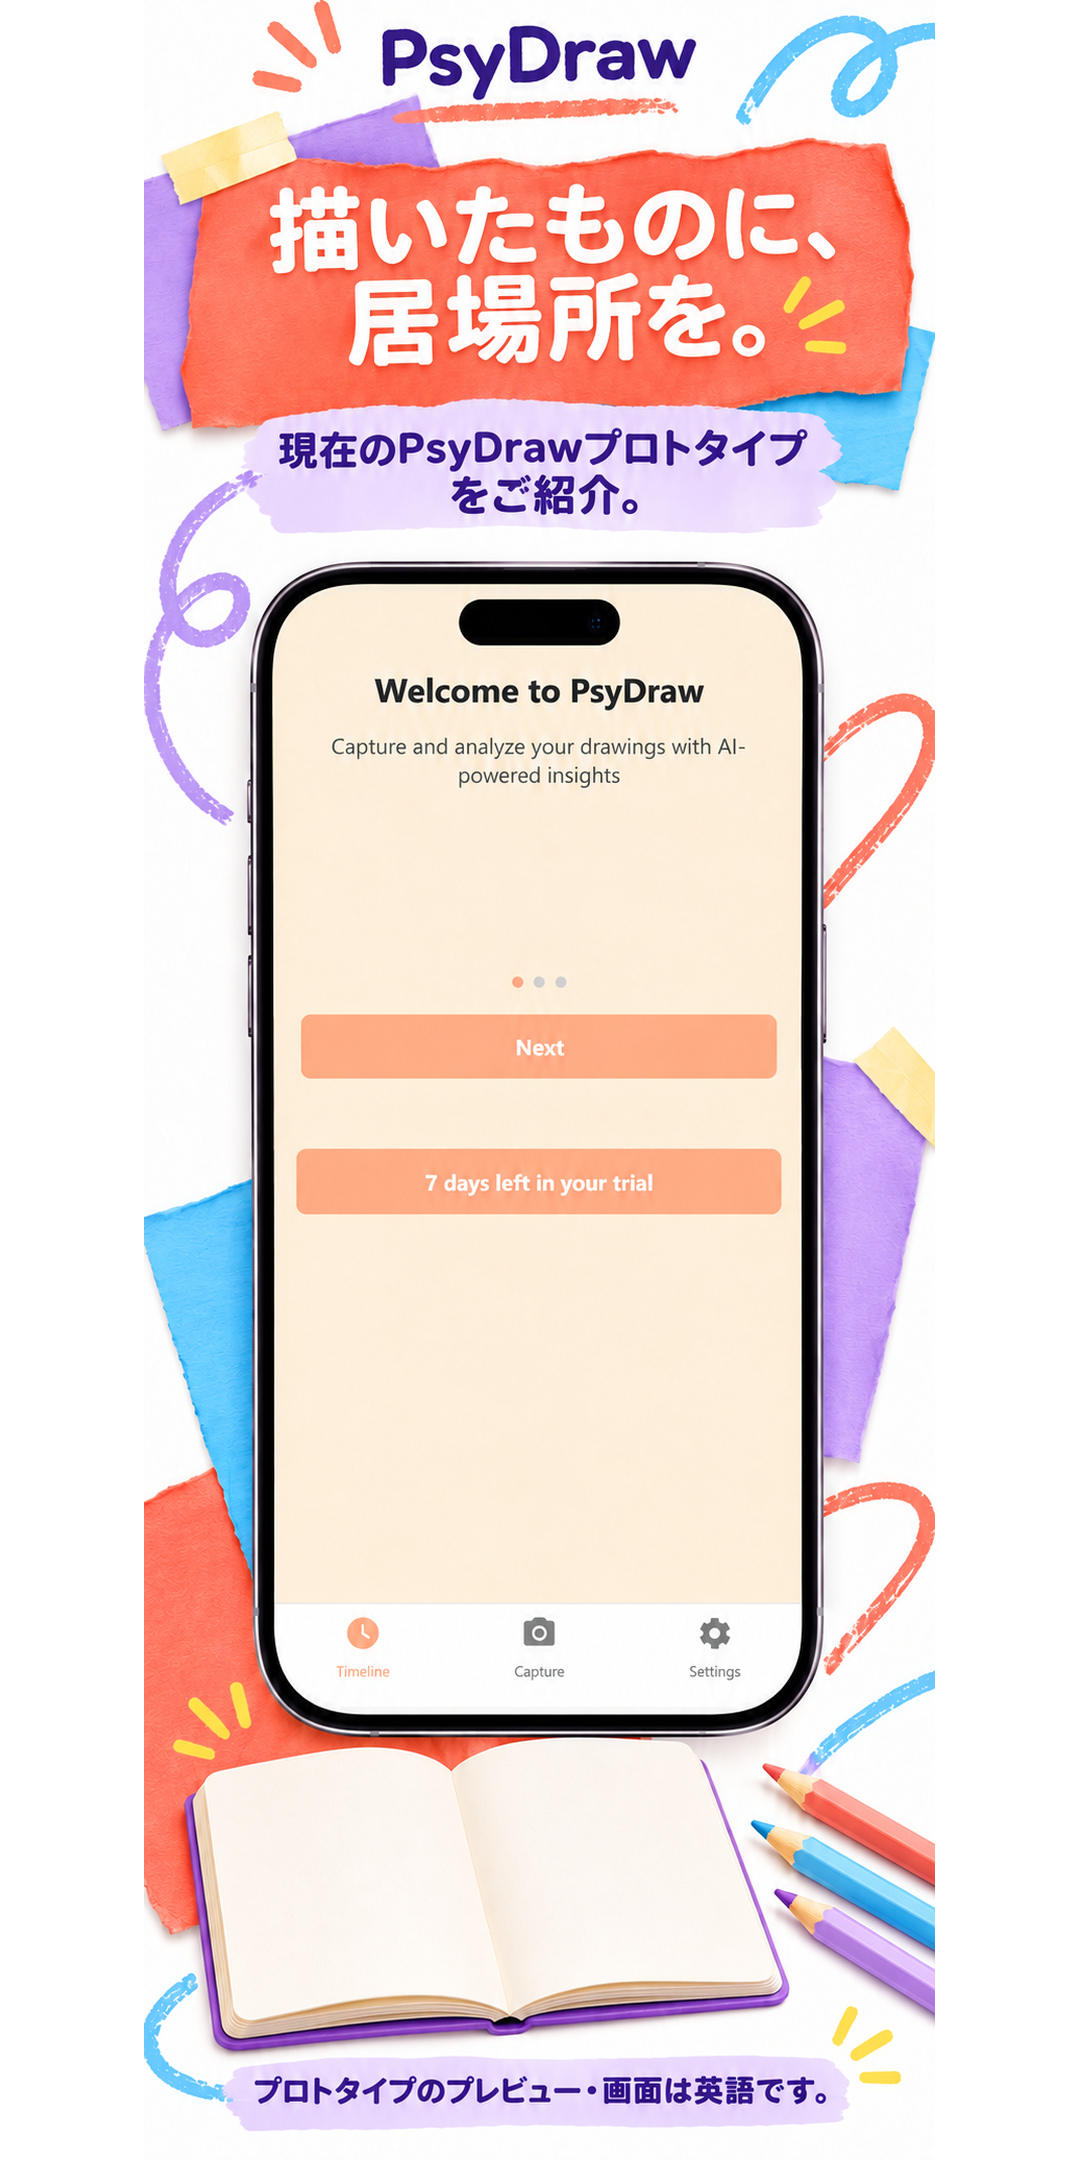 PsyDraw
描いたものに、
居場所を。
現在のPsyDrawプロトタイプ
をご紹介。
Welcome to PsyDraw
Capture and analyze your drawings with AI-
powered insights
Next
7 days left in your trial
Timeline
Capture
Settings
プロトタイプのプレビュー・画面は英語です。